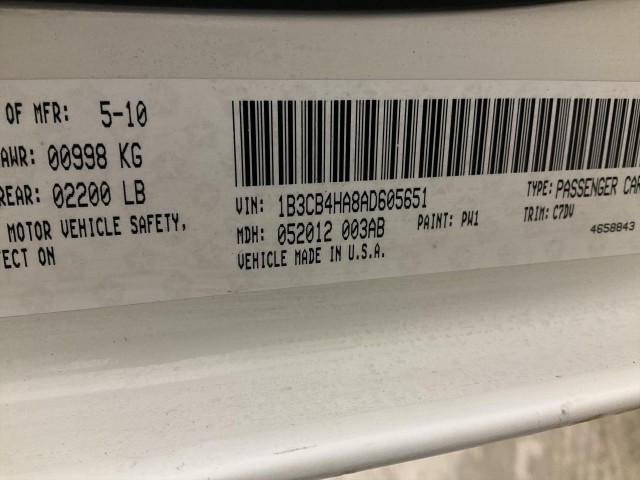 OF MFR: 5-10
AWR: 00998 KG
REAR: 02200 LB
MOTOR VEHICLE SAFETY,
FECT ON
VIN: 1B3CB4HA8AD605651
TYPE: PASSENGER CAR
MDH: 052012 003AB
PAINT: PW1
TRIM: C7DV
VEHICLE MADE IN U.S.A.
4658843